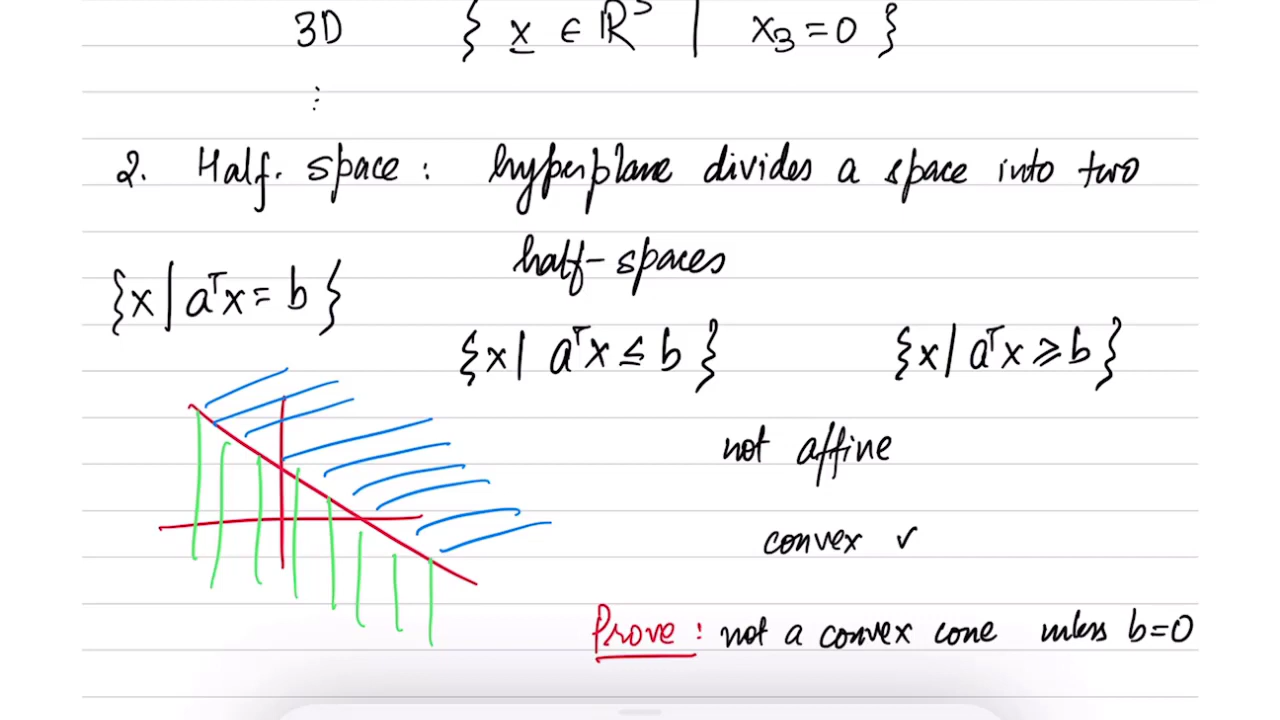 3D { x ∈ ℝ³ | x₃ = 0 }
⋮
2. Half-space : hyperplane divides a space into two
half-spaces
{x | aᵀx = b }
{x | aᵀx ≤ b } {x | aᵀx ≥ b }
not affine
convex ✓
Prove : not a convex cone unless b=0